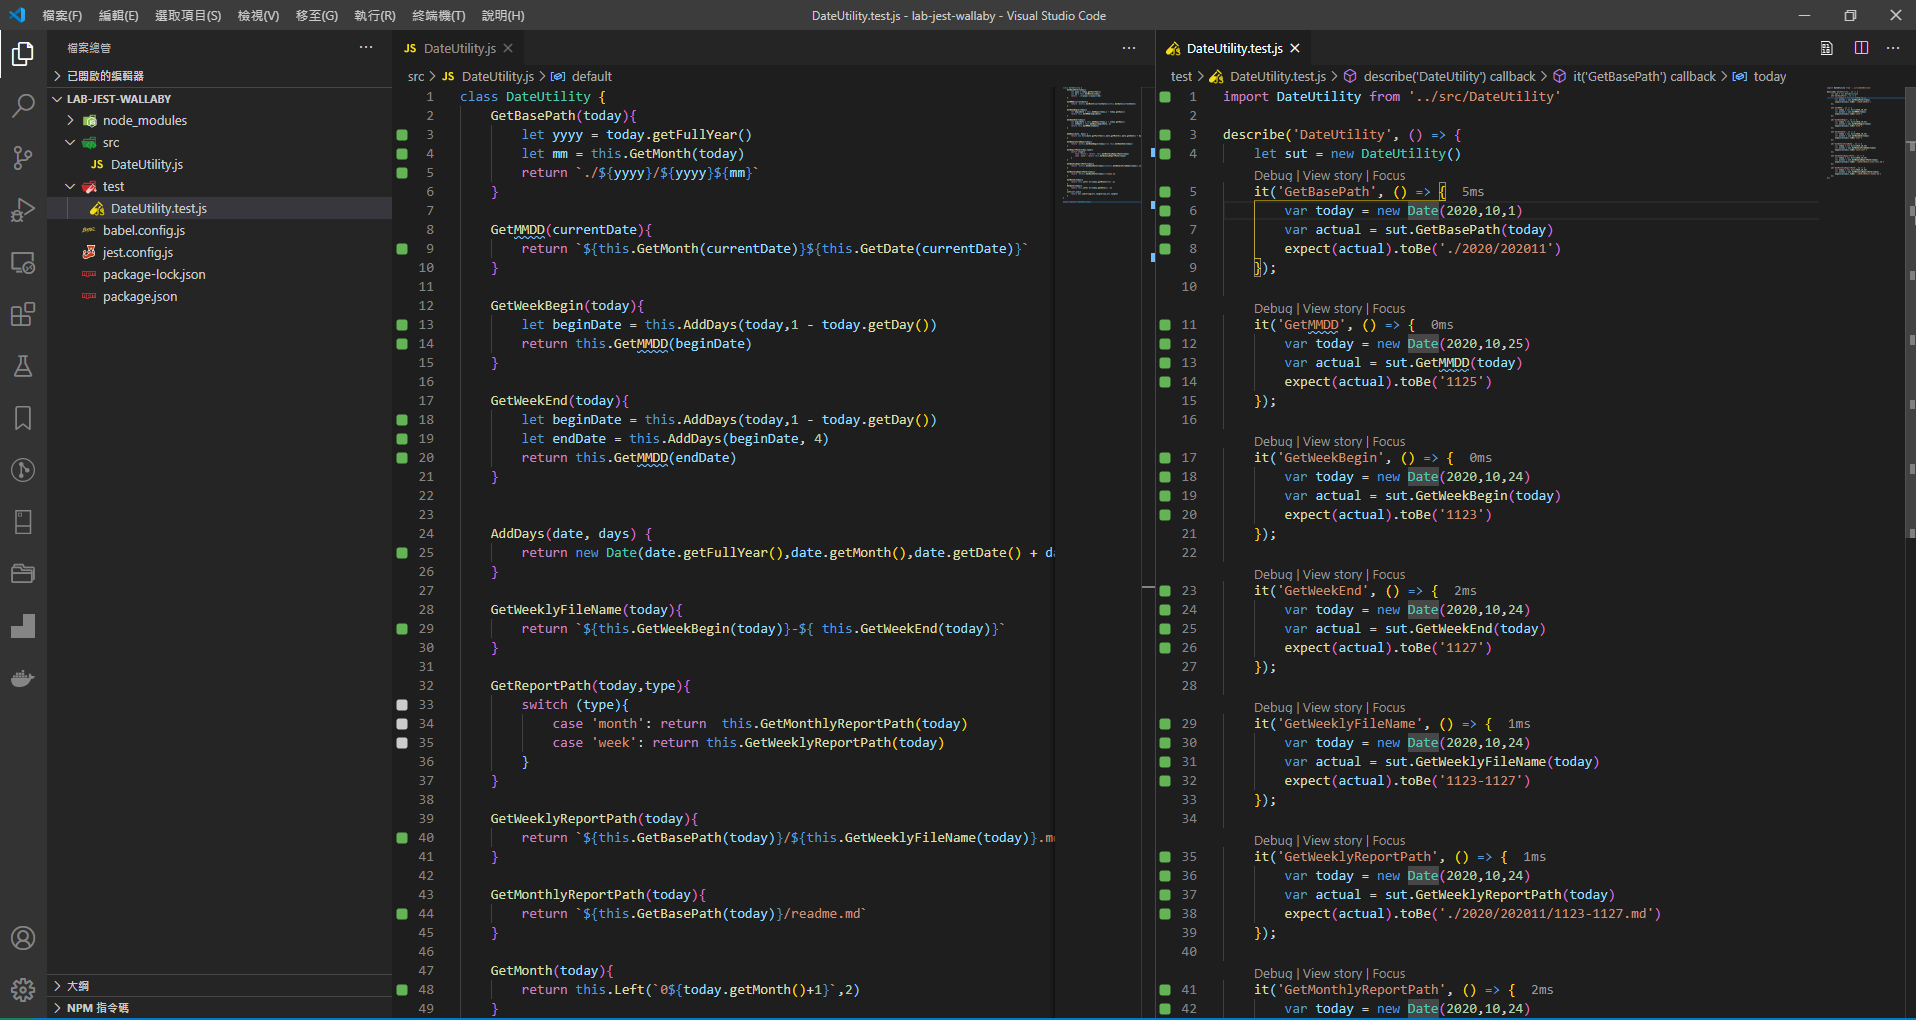 檔案(F) 編輯(E) 選取項目(S) 檢視(V) 移至(G) 執行(R) 終端機(T) 說明(H)
DateUtility.test.js - lab-jest-wallaby - Visual Studio Code
檔案總管
已開啟的編輯器
LAB-JEST-WALLABY
node_modules
src
JS DateUtility.js
test
DateUtility.test.js
babel.config.js
jest.config.js
package-lock.json
package.json
大綱
NPM 指令碼
JS DateUtility.js
src > JS DateUtility.js > default
1 class DateUtility {
2 GetBasePath(today){
3 let yyyy = today.getFullYear()
4 let mm = this.GetMonth(today)
5 return `./${yyyy}/${yyyy}${mm}`
6 }
7
8 GetMMDD(currentDate){
9 return `${this.GetMonth(currentDate)}${this.GetDate(currentDate)}`
10 }
11
12 GetWeekBegin(today){
13 let beginDate = this.AddDays(today,1 - today.getDay())
14 return this.GetMMDD(beginDate)
15 }
16
17 GetWeekEnd(today){
18 let beginDate = this.AddDays(today,1 - today.getDay())
19 let endDate = this.AddDays(beginDate, 4)
20 return this.GetMMDD(endDate)
21 }
22
23
24 AddDays(date, days) {
25 return new Date(date.getFullYear(),date.getMonth(),date.getDate() + da
26 }
27
28 GetWeeklyFileName(today){
29 return `${this.GetWeekBegin(today)}-${ this.GetWeekEnd(today)}`
30 }
31
32 GetReportPath(today,type){
33 switch (type){
34 case 'month': return  this.GetMonthlyReportPath(today)
35 case 'week': return this.GetWeeklyReportPath(today)
36 }
37 }
38
39 GetWeeklyReportPath(today){
40 return `${this.GetBasePath(today)}/${this.GetWeeklyFileName(today)}.m
41 }
42
43 GetMonthlyReportPath(today){
44 return `${this.GetBasePath(today)}/readme.md`
45 }
46
47 GetMonth(today){
48 return this.Left(`0${today.getMonth()+1}`,2)
49 }
DateUtility.test.js
test > DateUtility.test.js > describe('DateUtility') callback > it('GetBasePath') callback > today
1 import DateUtility from '../src/DateUtility'
2
3 describe('DateUtility', () => {
4 let sut = new DateUtility()
Debug | View story | Focus
5 it('GetBasePath', () => { 5ms
6 var today = new Date(2020,10,1)
7 var actual = sut.GetBasePath(today)
8 expect(actual).toBe('./2020/202011')
9 });
10
Debug | View story | Focus
11 it('GetMMDD', () => { 0ms
12 var today = new Date(2020,10,25)
13 var actual = sut.GetMMDD(today)
14 expect(actual).toBe('1125')
15 });
16
Debug | View story | Focus
17 it('GetWeekBegin', () => { 0ms
18 var today = new Date(2020,10,24)
19 var actual = sut.GetWeekBegin(today)
20 expect(actual).toBe('1123')
21 });
22
Debug | View story | Focus
23 it('GetWeekEnd', () => { 2ms
24 var today = new Date(2020,10,24)
25 var actual = sut.GetWeekEnd(today)
26 expect(actual).toBe('1127')
27 });
28
Debug | View story | Focus
29 it('GetWeeklyFileName', () => { 1ms
30 var today = new Date(2020,10,24)
31 var actual = sut.GetWeeklyFileName(today)
32 expect(actual).toBe('1123-1127')
33 });
34
Debug | View story | Focus
35 it('GetWeeklyReportPath', () => { 1ms
36 var today = new Date(2020,10,24)
37 var actual = sut.GetWeeklyReportPath(today)
38 expect(actual).toBe('./2020/202011/1123-1127.md')
39 });
40
Debug | View story | Focus
41 it('GetMonthlyReportPath', () => { 2ms
42 var today = new Date(2020,10,24)